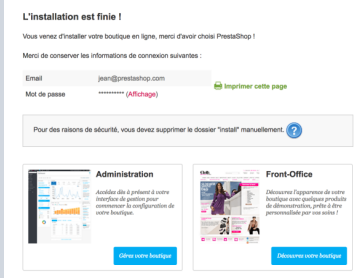 L'installation est finie !
Vous venez d'installer votre boutique en ligne, merci d'avoir choisi PrestaShop !
Merci de conserver les informations de connexion suivantes :
Email jean@prestashop.com
Imprimer cette page
Mot de passe ********** (Affichage)
Pour des raisons de sécurité, vous devez supprimer le dossier "install" manuellement. ?
Administration
Accédez dès à présent à votre
interface de gestion pour
commencer la configuration de
votre boutique.
Gérez votre boutique
Front-Office
Découvrez l'apparence de votre
boutique avec quelques produits
de démonstration, prête à être
personnalisée par vos soins !
Découvrez votre boutique